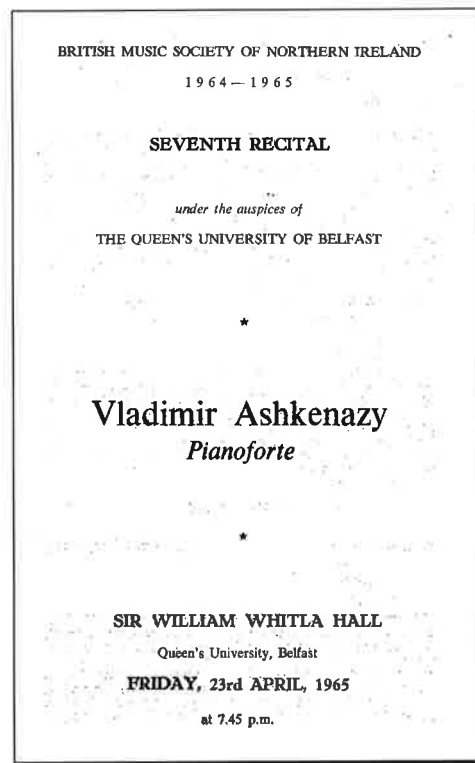 BRITISH MUSIC SOCIETY OF NORTHERN IRELAND
1964—1965
SEVENTH RECITAL
under the auspices of
THE QUEEN'S UNIVERSITY OF BELFAST
★
Vladimir Ashkenazy
Pianoforte
★
SIR WILLIAM WHITLA HALL
Queen's University, Belfast
FRIDAY, 23rd APRIL, 1965
at 7.45 p.m.